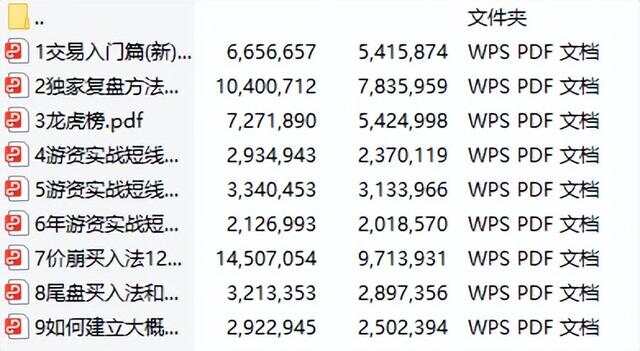 .. 文件夹
1交易入门篇(新)... 6,656,657 5,415,874 WPS PDF 文档
2独家复盘方法... 10,400,712 7,835,959 WPS PDF 文档
3龙虎榜.pdf 7,271,890 5,424,998 WPS PDF 文档
4游资实战短线... 2,934,943 2,370,119 WPS PDF 文档
5游资实战短线... 3,340,453 3,133,966 WPS PDF 文档
6年游资实战短... 2,126,993 2,018,570 WPS PDF 文档
7价崩买入法12... 14,507,054 9,713,931 WPS PDF 文档
8尾盘买入法和... 3,213,353 2,897,356 WPS PDF 文档
9如何建立大概... 2,922,945 2,502,394 WPS PDF 文档